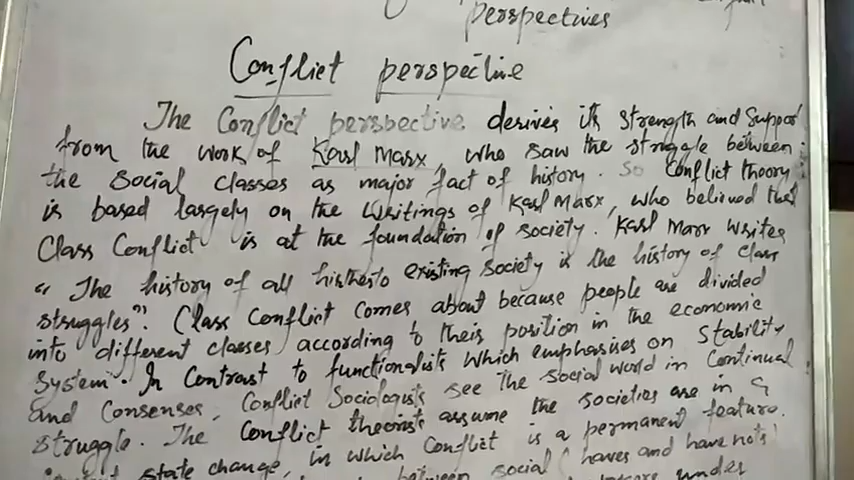 perspectives
Conflict perspective
The Conflict perspective derives its strength and Support
from the work of Karl Marx, who saw the struggle between
the social classes as major fact of history. So Conflict theory
is based largely on the writings of Karl Marx, who believed that
Class Conflict is at the foundation of society. Karl Marx writes
" The history of all hitherto existing society is the history of class
struggles". Class Conflict comes about because people are divided
into different classes according to their position in the economic
System. In Contrast to functionalists which emphasises on Stability
and Consenses, Conflict Sociologists see the social world in Continual
struggle. The Conflict theorists assume the societies are in a
state change, in which Conflict is a permanent feature.
between social (haves and have nots)
under